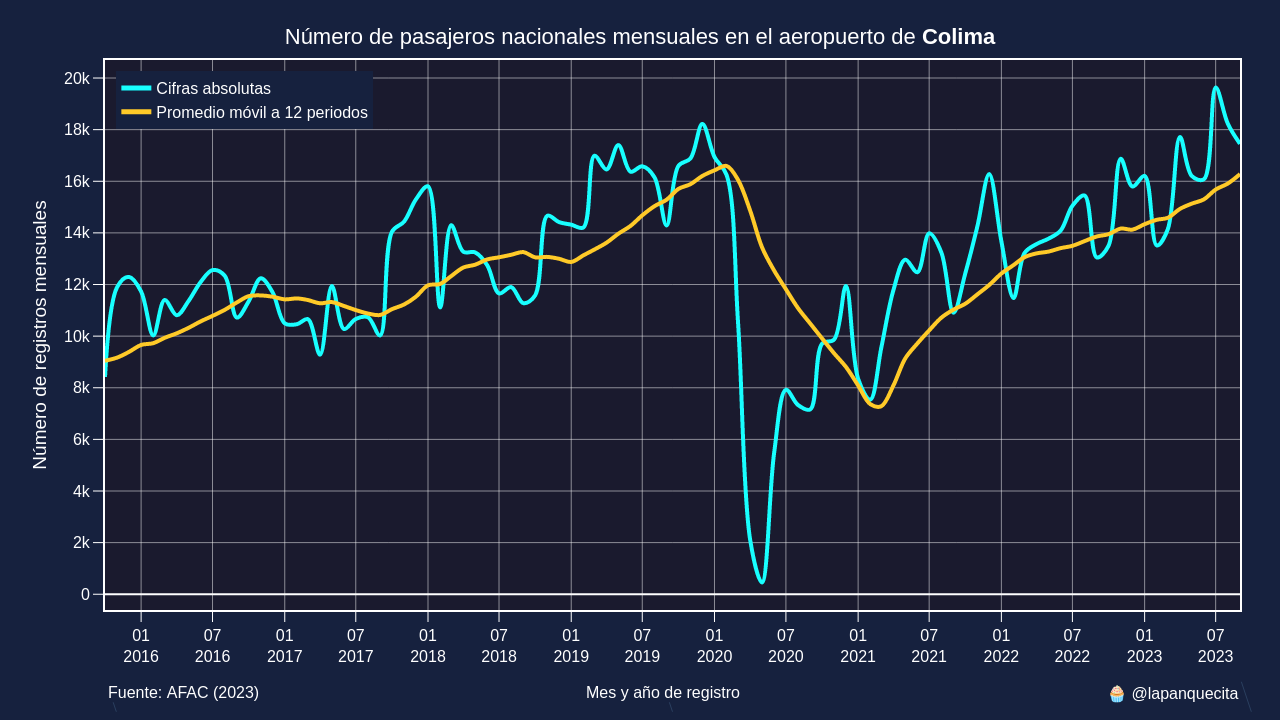 Número de pasajeros nacionales mensuales en el aeropuerto de Colima
Cifras absolutas
Promedio móvil a 12 periodos
Número de registros mensuales
20k
18k
16k
14k
12k
10k
8k
6k
4k
2k
0
01 07 01 07 01 07 01 07 01 07 01 07 01 07 01 07
2016 2016 2017 2017 2018 2018 2019 2019 2020 2020 2021 2021 2022 2022 2023 2023
Fuente: AFAC (2023) Mes y año de registro 🧁 @lapanquecita